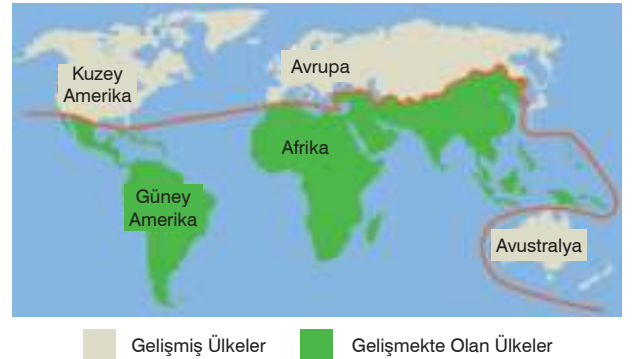 Kuzey
Amerika
Avrupa
Afrika
Güney
Amerika
Avustralya
Gelişmiş Ülkeler
Gelişmekte Olan Ülkeler